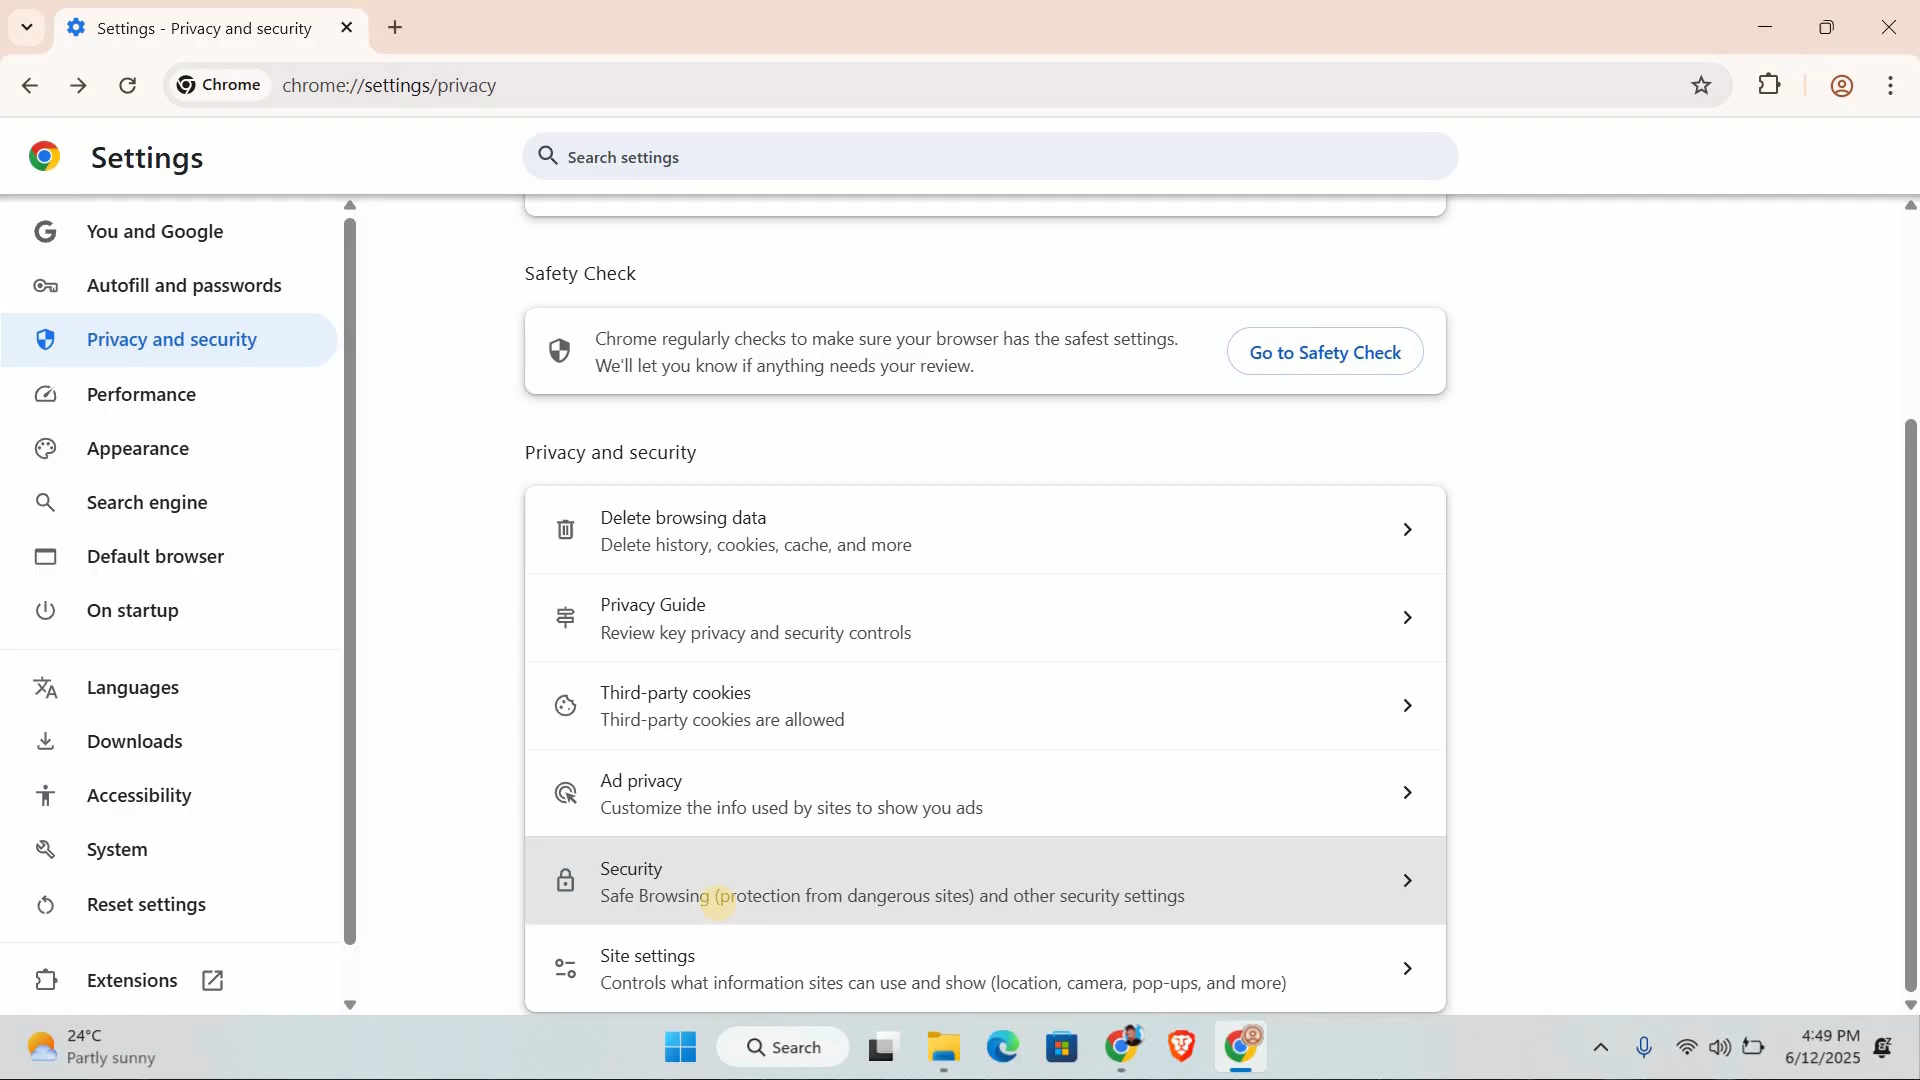 Settings - Privacy and security
Chrome
chrome://settings/privacy
Settings
Search settings
You and Google
Autofill and passwords
Privacy and security
Performance
Appearance
Search engine
Default browser
On startup
Languages
Downloads
Accessibility
System
Reset settings
Extensions
Safety Check
Chrome regularly checks to make sure your browser has the safest settings.
We'll let you know if anything needs your review.
Go to Safety Check
Privacy and security
Delete browsing data
Delete history, cookies, cache, and more
Privacy Guide
Review key privacy and security controls
Third-party cookies
Third-party cookies are allowed
Ad privacy
Customize the info used by sites to show you ads
Security
Safe Browsing (protection from dangerous sites) and other security settings
Site settings
Controls what information sites can use and show (location, camera, pop-ups, and more)
24°C
Partly sunny
Search
4:49 PM
6/12/2025